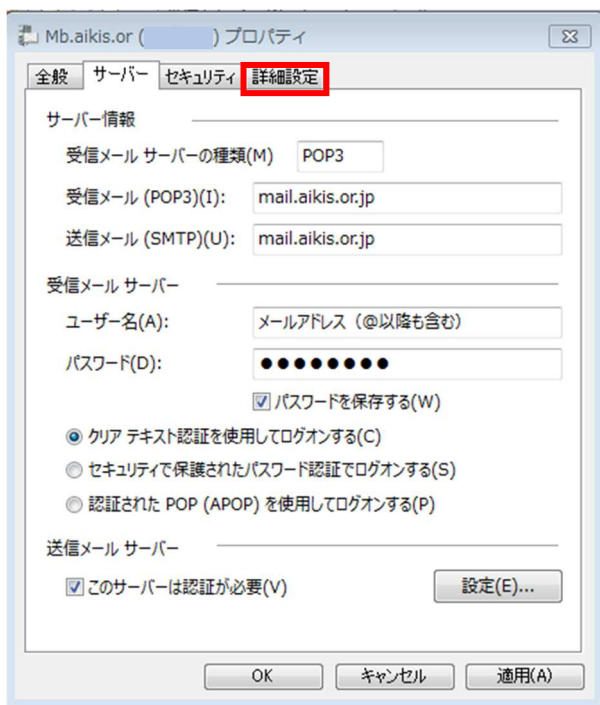 Mb.aikis.or ( ) プロパティ
全般 サーバー セキュリティ 詳細設定
サーバー情報
受信メール サーバーの種類(M) POP3
受信メール (POP3)(I): mail.aikis.or.jp
送信メール (SMTP)(U): mail.aikis.or.jp
受信メール サーバー
ユーザー名(A): メールアドレス（@以降も含む）
パスワード(D): ●●●●●●●●
パスワードを保存する(W)
クリア テキスト認証を使用してログオンする(C)
セキュリティで保護されたパスワード認証でログオンする(S)
認証された POP (APOP) を使用してログオンする(P)
送信メール サーバー
このサーバーは認証が必要(V) 設定(E)...
OK キャンセル 適用(A)